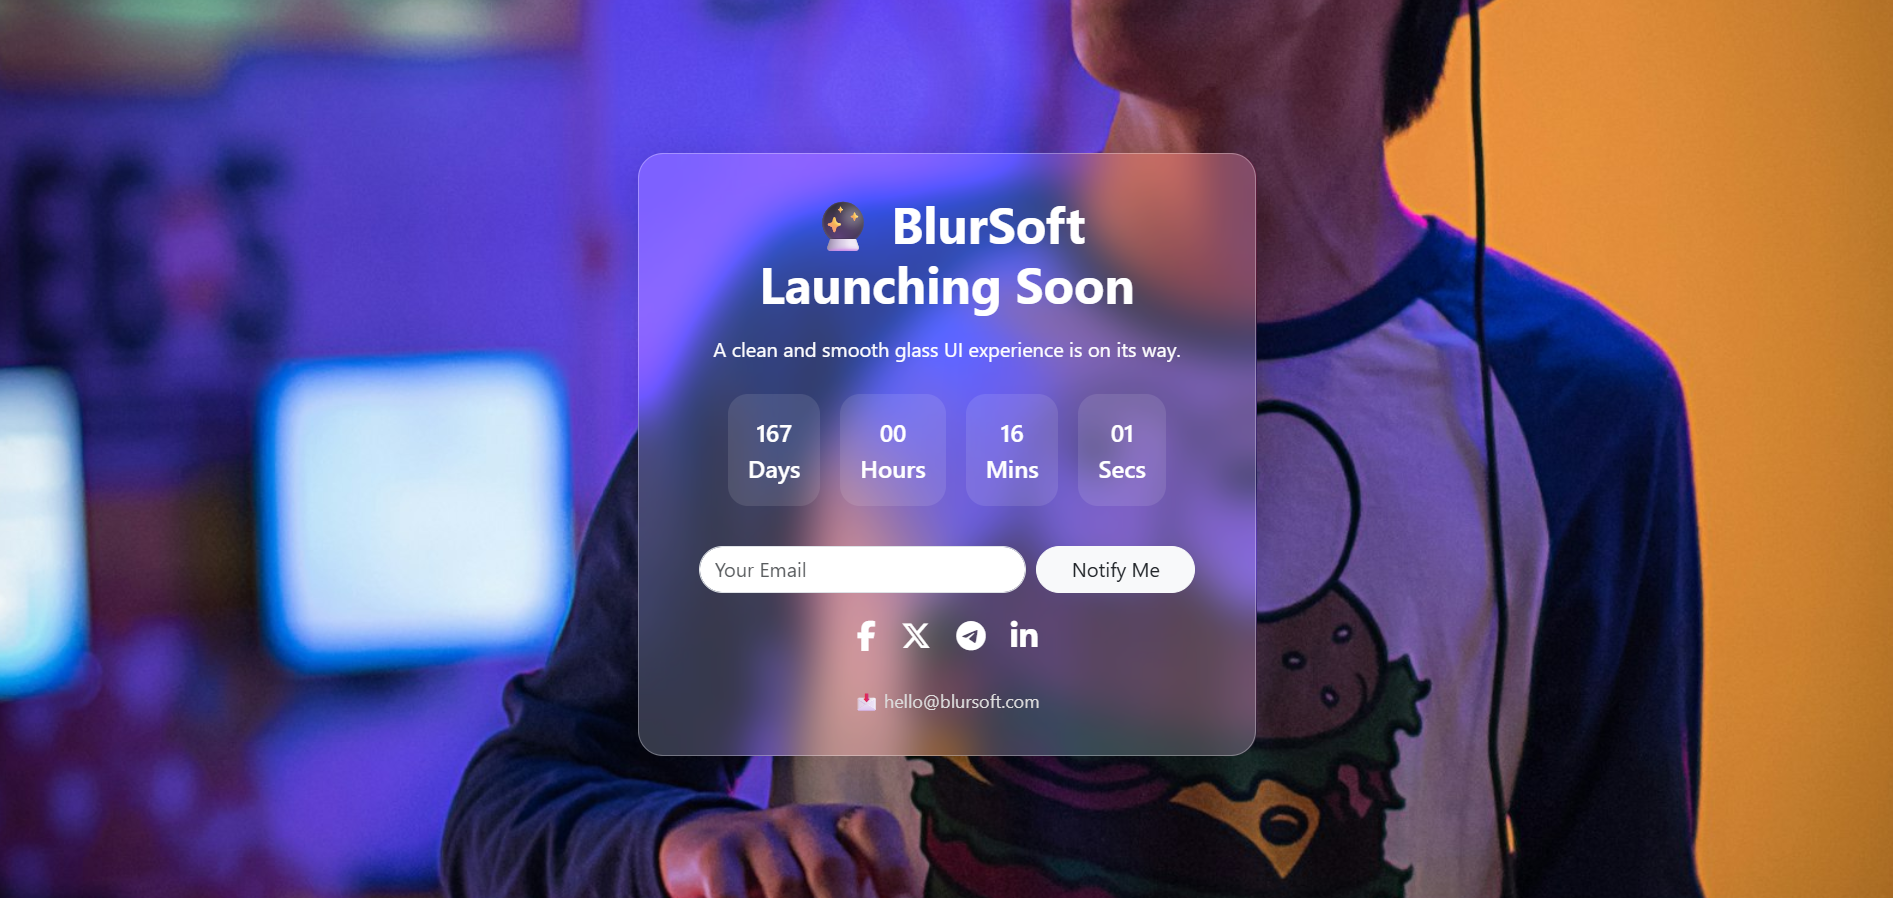 🔮 BlurSoft
Launching Soon
A clean and smooth glass UI experience is on its way.
167 00 16 01
Days Hours Mins Secs
Your Email Notify Me
📩 hello@blursoft.com